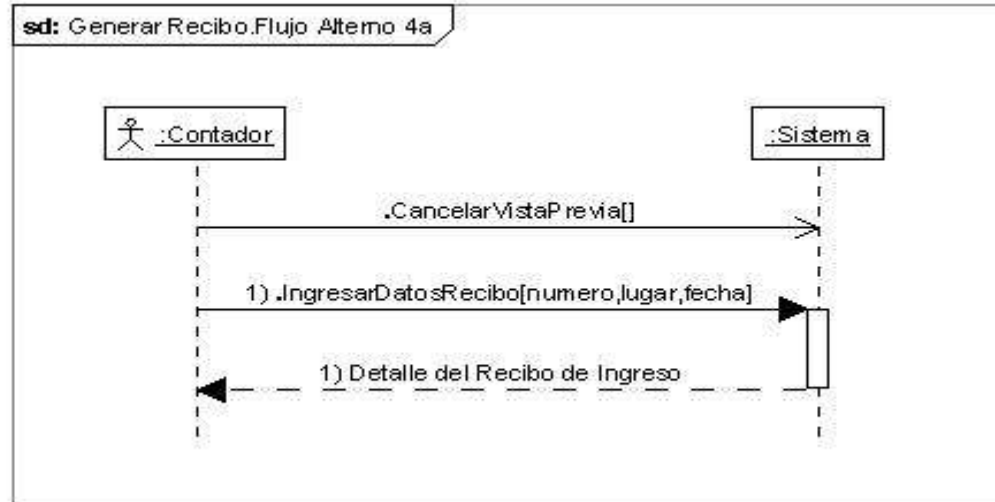 sd: Generar Recibo.Flujo Alterno 4a
:Contador
:Sistema
.CancelarVistaPrevia[]
1) .IngresarDatosRecibo[numero,lugar,fecha]
1) Detalle del Recibo de Ingreso